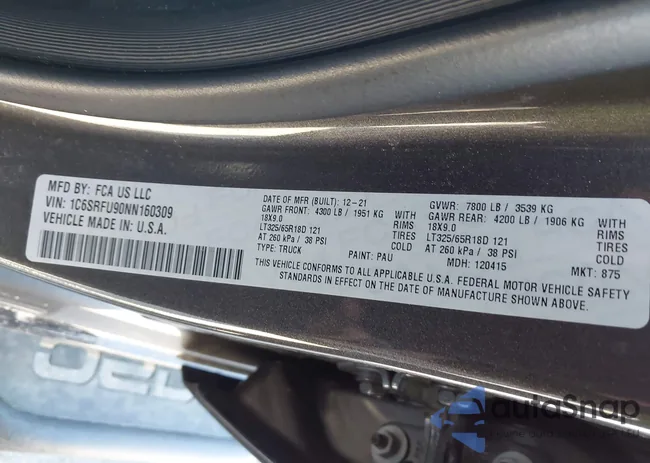 MFD BY: FCA US LLC
VIN: 1C6SRFU90NN160309
VEHICLE MADE IN U.S.A.
DATE OF MFR (BUILT): 12-21
GAWR FRONT: 4300 LB / 1951 KG
18X9.0 RIMS
LT325/65R18D 121 TIRES
AT 260 kPa / 38 PSI COLD
TYPE: TRUCK PAINT: PAU
GVWR: 7800 LB / 3539 KG
GAWR REAR: 4200 LB / 1906 KG
18X9.0 RIMS
LT325/65R18D 121 TIRES
AT 260 kPa / 38 PSI COLD
MDH: 120415 MKT: 875
THIS VEHICLE CONFORMS TO ALL APPLICABLE U.S.A. FEDERAL MOTOR VEHICLE SAFETY
STANDARDS IN EFFECT ON THE DATE OF MANUFACTURE SHOWN ABOVE.
autoSnap